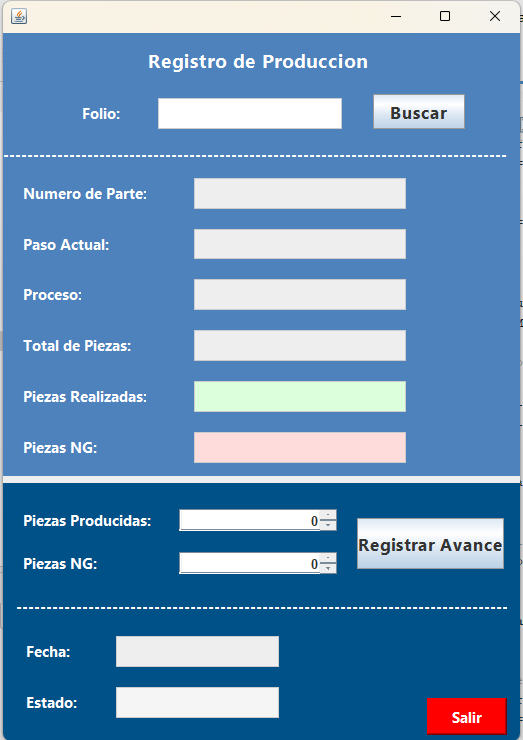 Registro de Produccion
Folio:
Buscar
Numero de Parte:
Paso Actual:
Proceso:
Total de Piezas:
Piezas Realizadas:
Piezas NG:
Piezas Producidas:
0
Registrar Avance
Piezas NG:
0
Fecha:
Estado:
Salir